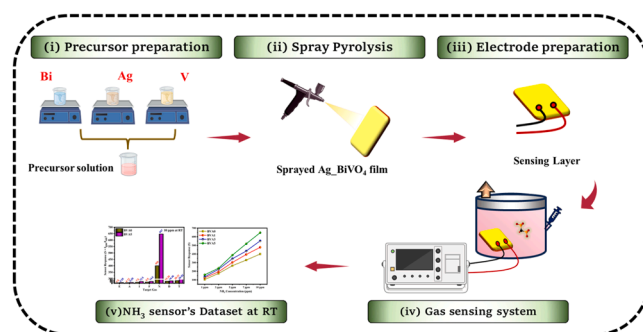 (i) Precursor preparation
(ii) Spray Pyrolysis
(iii) Electrode preparation
Bi
Ag
V
Precursor solution
Sprayed Ag_BiVO₄ film
Sensing Layer
(v)NH₃ sensor's Dataset at RT
(iv) Gas sensing system